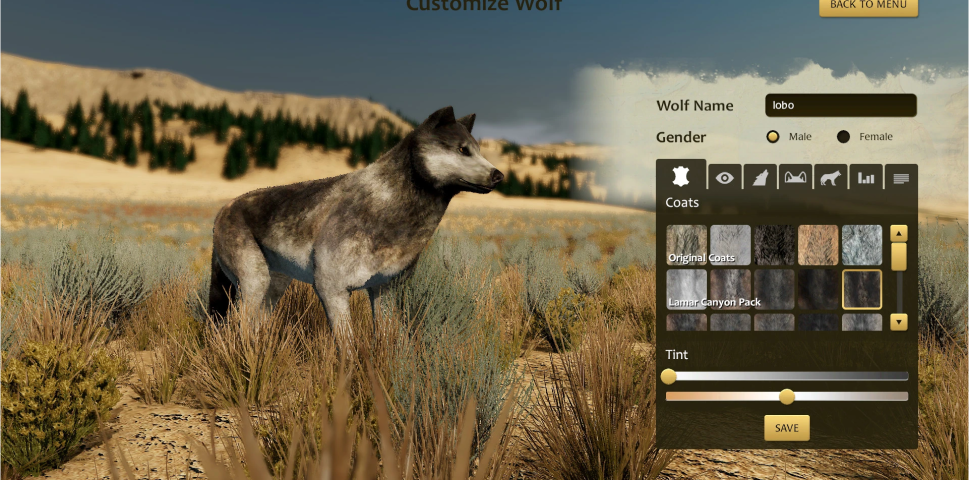 Customize Wolf
BACK TO MENU
Wolf Name
lobo
Gender
Male
Female
Coats
Original Coats
Lamar Canyon Pack
Tint
SAVE